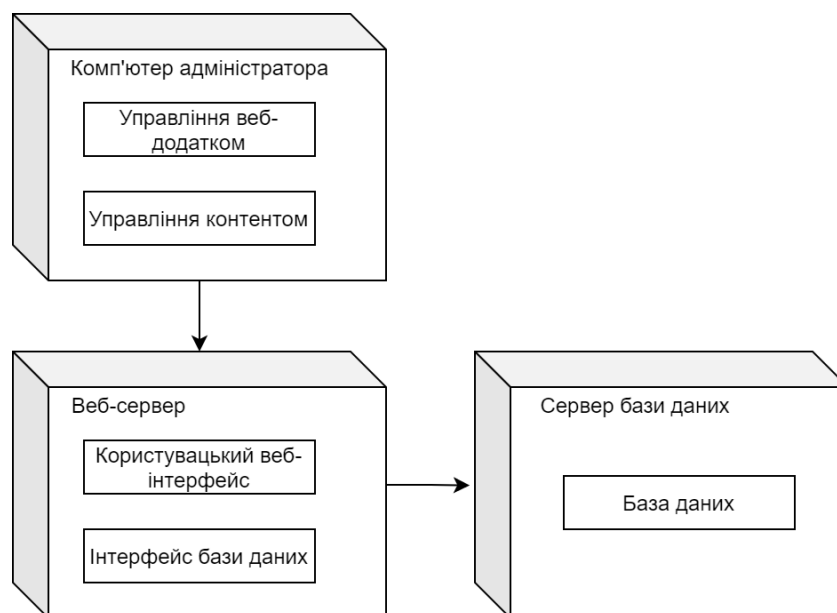 Комп'ютер адміністратора
Управління веб-
додатком
Управління контентом
Веб-сервер
Користувацький веб-
інтерфейс
Інтерфейс бази даних
Сервер бази даних
База даних